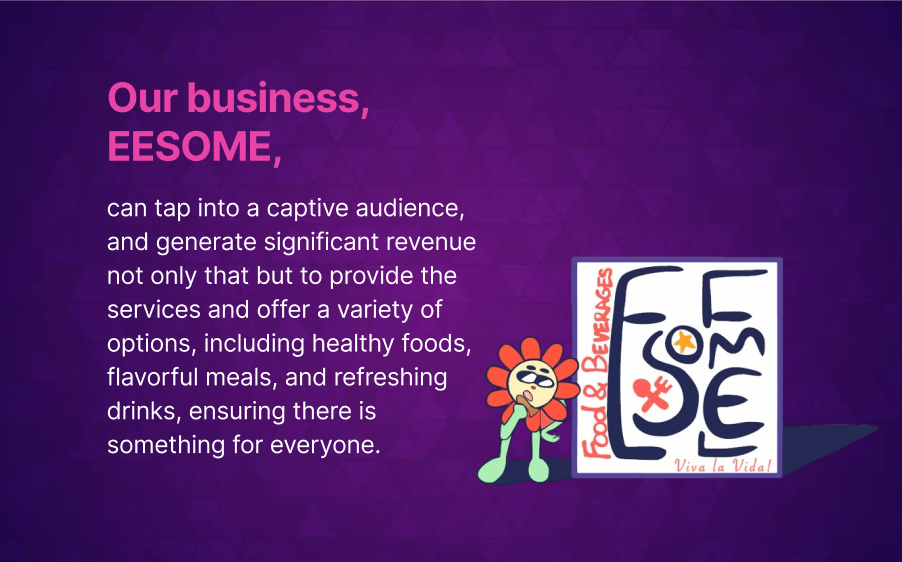 Our business,
EESOME,
can tap into a captive audience,
and generate significant revenue
not only that but to provide the
services and offer a variety of
options, including healthy foods,
flavorful meals, and refreshing
drinks, ensuring there is
something for everyone.
Food & BEVERAGES
EESOME
Viva la Vida!